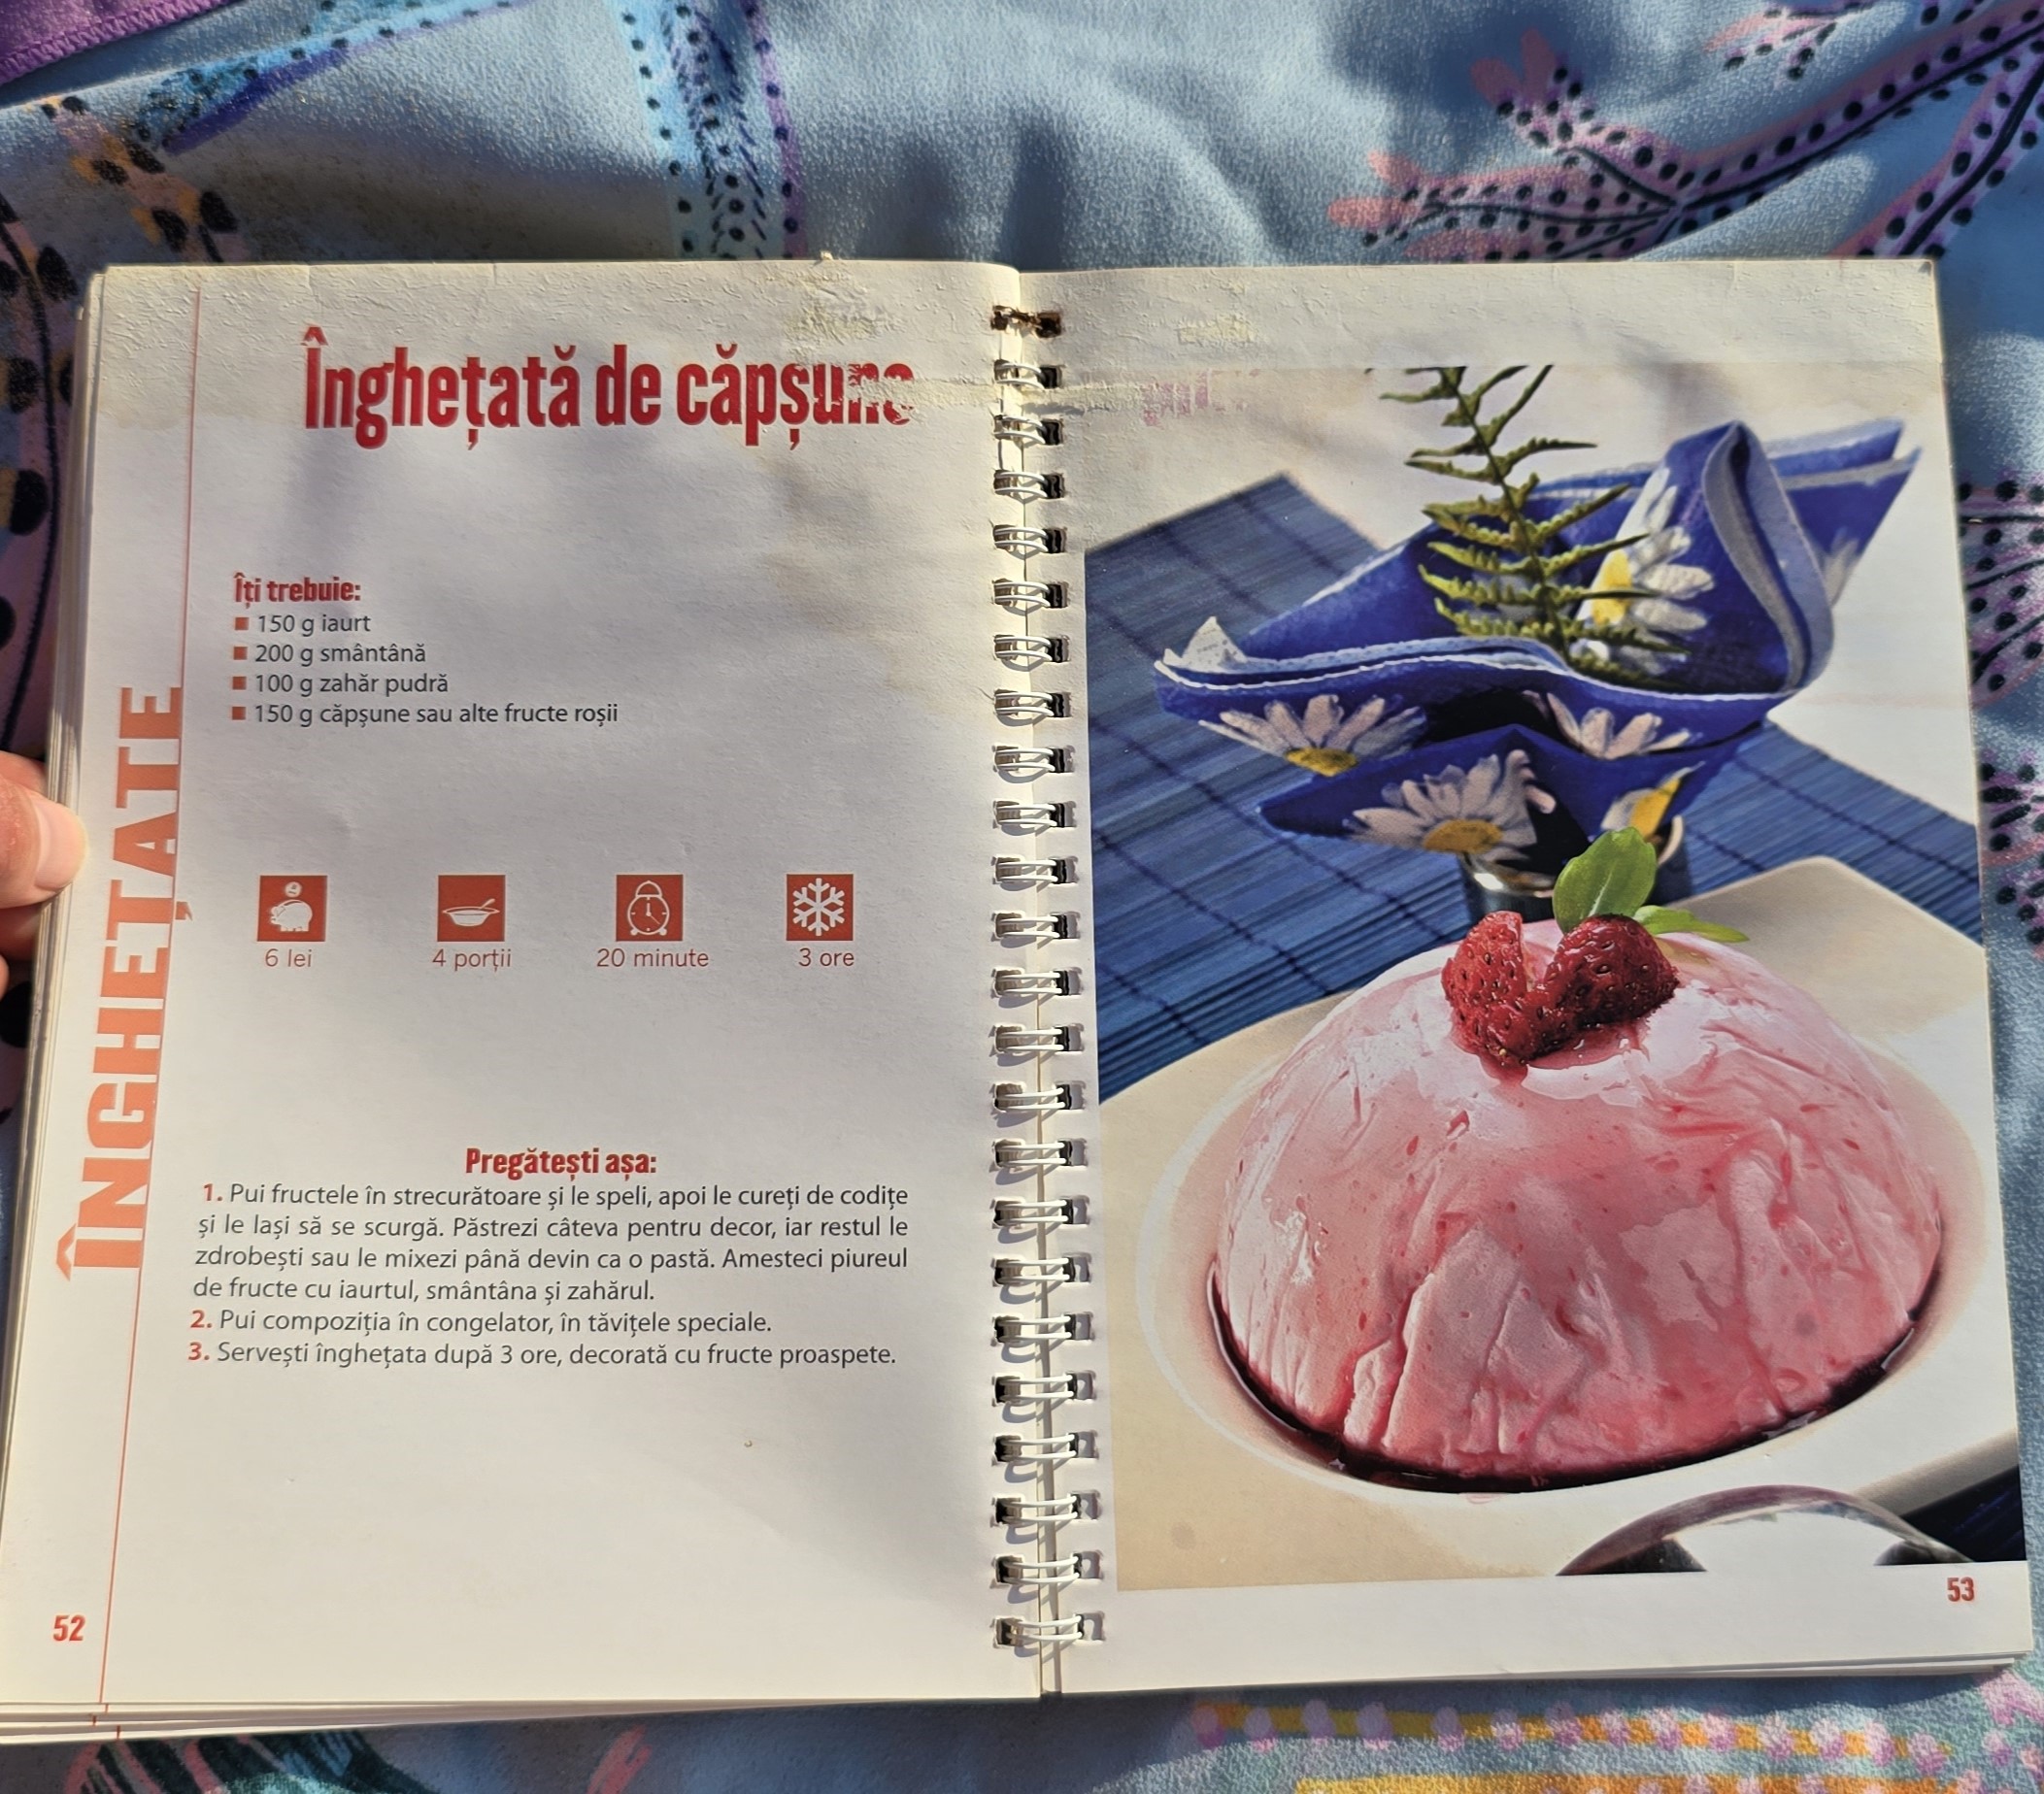 Înghețată de căpșune
Îți trebuie:
150 g iaurt
200 g smântână
100 g zahăr pudră
150 g căpșune sau alte fructe roșii
6 lei
4 porții
20 minute
3 ore
Pregătești așa:
1. Pui fructele în strecurătoare și le speli, apoi le cureți de codițe
și le lași să se scurgă. Păstrezi câteva pentru decor, iar restul le
zdrobești sau le mixezi până devin ca o pastă. Amesteci piureul
de fructe cu iaurtul, smântâna și zahărul.
2. Pui compoziția în congelator, în tăvițele speciale.
3. Servești înghețata după 3 ore, decorată cu fructe proaspete.
ÎNGHEȚATE
52
53